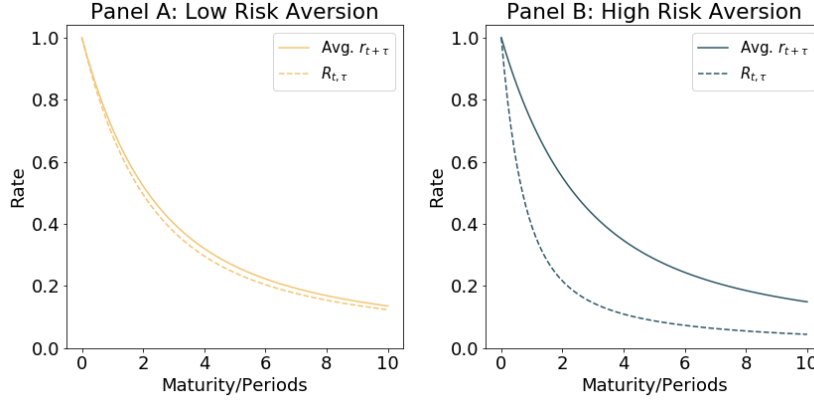 Panel A: Low Risk Aversion
1.0
0.8
0.6
0.4
0.2
0.0
Rate
0 2 4 6 8 10
Maturity/Periods
Avg. r_{t+τ}
R_{t,τ}
Panel B: High Risk Aversion
1.0
0.8
0.6
0.4
0.2
0.0
Rate
0 2 4 6 8 10
Maturity/Periods
Avg. r_{t+τ}
R_{t,τ}